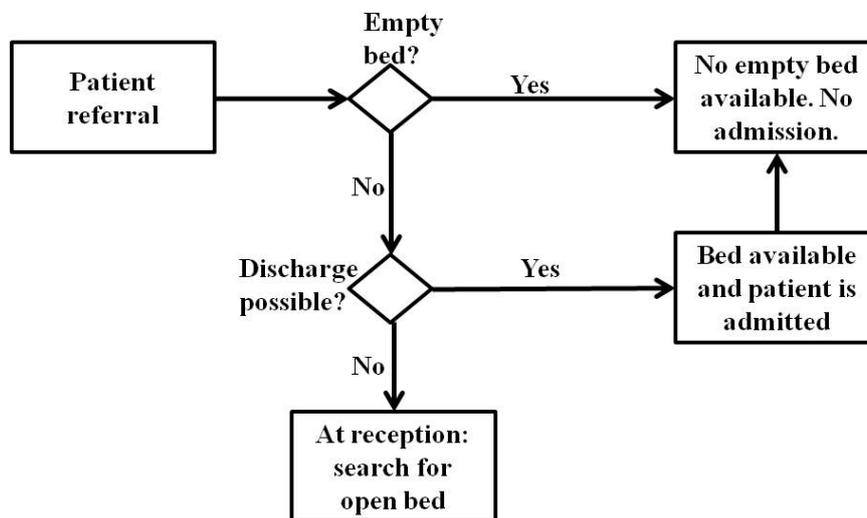 Patient
referral
Empty
bed?
Yes
No empty bed
available. No
admission.
No
Discharge
possible?
Yes
Bed available
and patient is
admitted
No
At reception:
search for
open bed